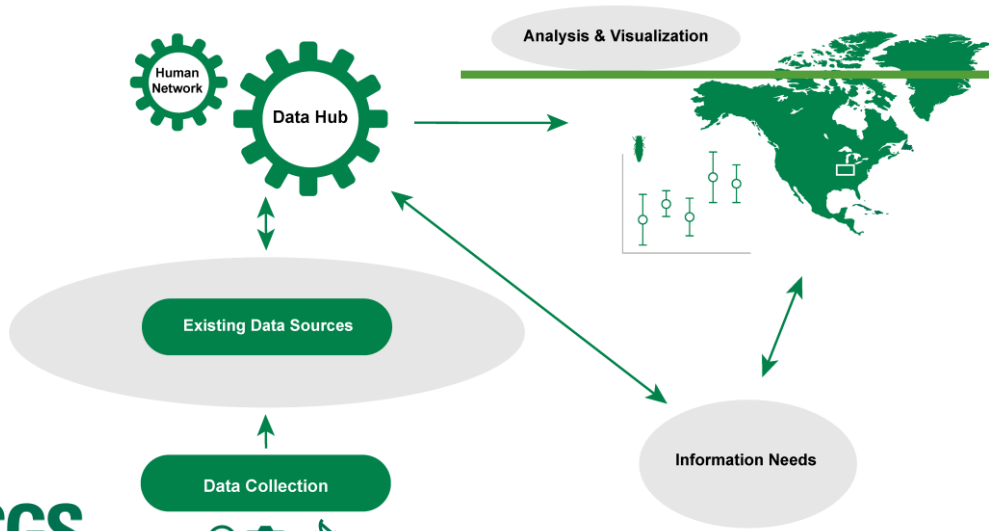 Analysis & Visualization
Human
Network
Data Hub
Existing Data Sources
Information Needs
Data Collection